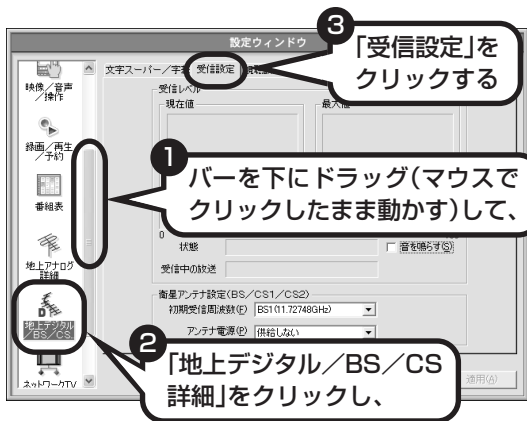 設定ウィンドウ
3
「受信設定」を
クリックする
映像/音声
/操作
文字スーパー/字幕
受信設定
受信レベル
現在値
最大値
録画/再生
/予約
1
バーを下にドラッグ(マウスで
クリックしたまま動かす)して、
番組表
0
状態
音を鳴らす(S)
地上アナログ
詳細
受信中の放送
衛星アンテナ設定(BS/CS1/CS2)
初期受信周波数(F)
BS1(11.72748GHz)
地上デジタル
/BS/CS
アンテナ電源(P)
供給しない
2
「地上デジタル/BS/CS
詳細」をクリックし、
ネットワークTV
適用(A)